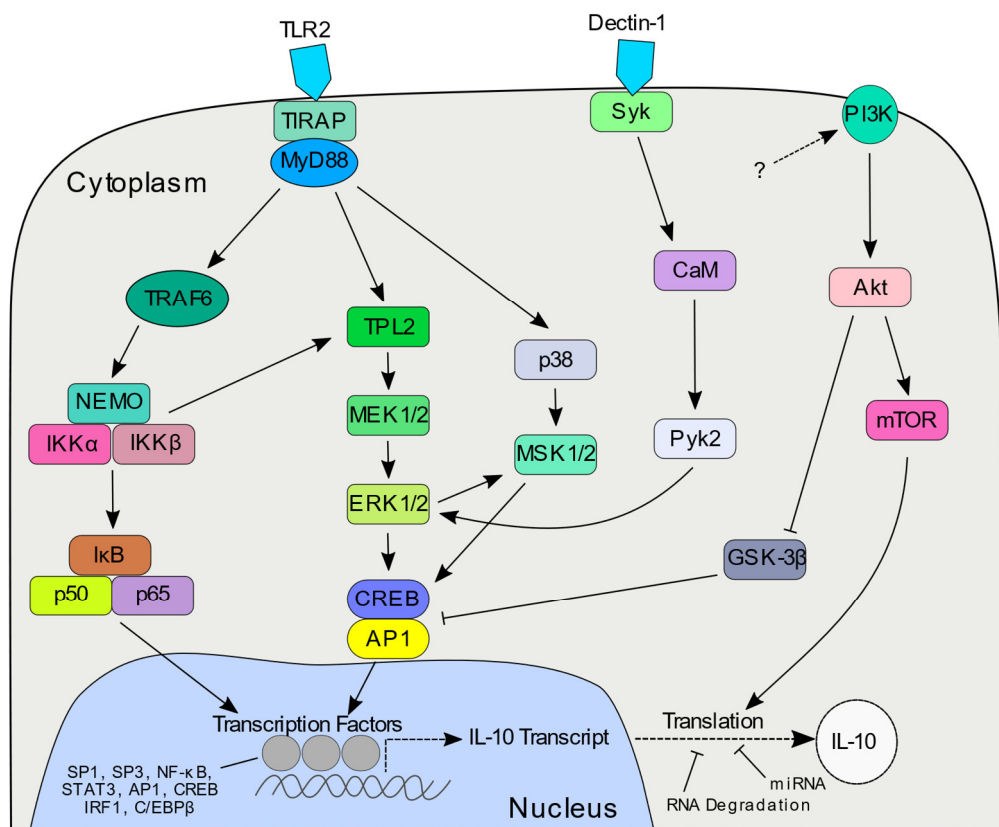 TLR2
Dectin-1
TIRAP
Syk
PI3K
MyD88
?
Cytoplasm
CaM
Akt
TRAF6
TPL2
p38
NEMO
MEK1/2
mTOR
IKKα
IKKβ
MSK1/2
Pyk2
ERK1/2
IκB
GSK-3β
p50
p65
CREB
AP1
Transcription Factors
Translation
IL-10 Transcript
IL-10
SP1, SP3, NF-κB,
STAT3, AP1, CREB
IRF1, C/EBPβ
miRNA
RNA Degradation
Nucleus